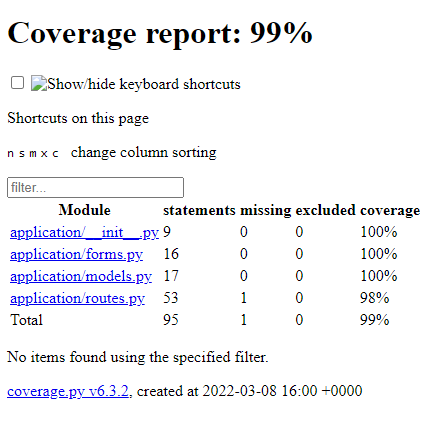 Coverage report: 99%
Show/hide keyboard shortcuts
Shortcuts on this page
n s m x c change column sorting
filter...
Module statements missing excluded coverage
application/__init__.py 9 0 0 100%
application/forms.py 16 0 0 100%
application/models.py 17 0 0 100%
application/routes.py 53 1 0 98%
Total 95 1 0 99%
No items found using the specified filter.
coverage.py v6.3.2, created at 2022-03-08 16:00 +0000